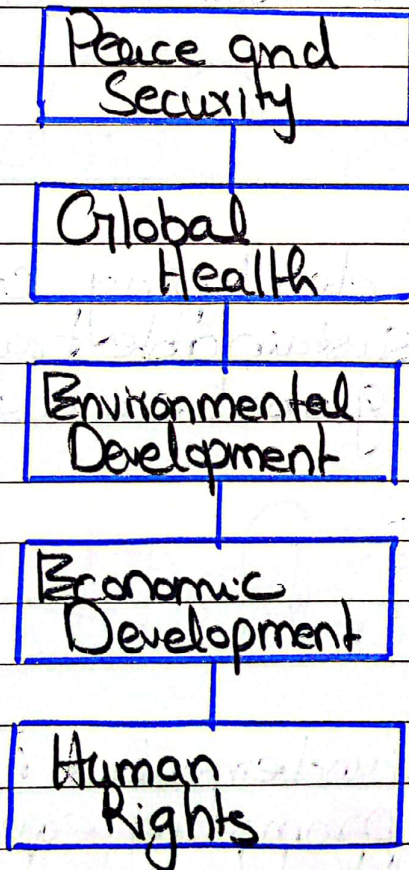 Peace and
Security
Global
Health
Environmental
Development
Economic
Development
Human
Rights